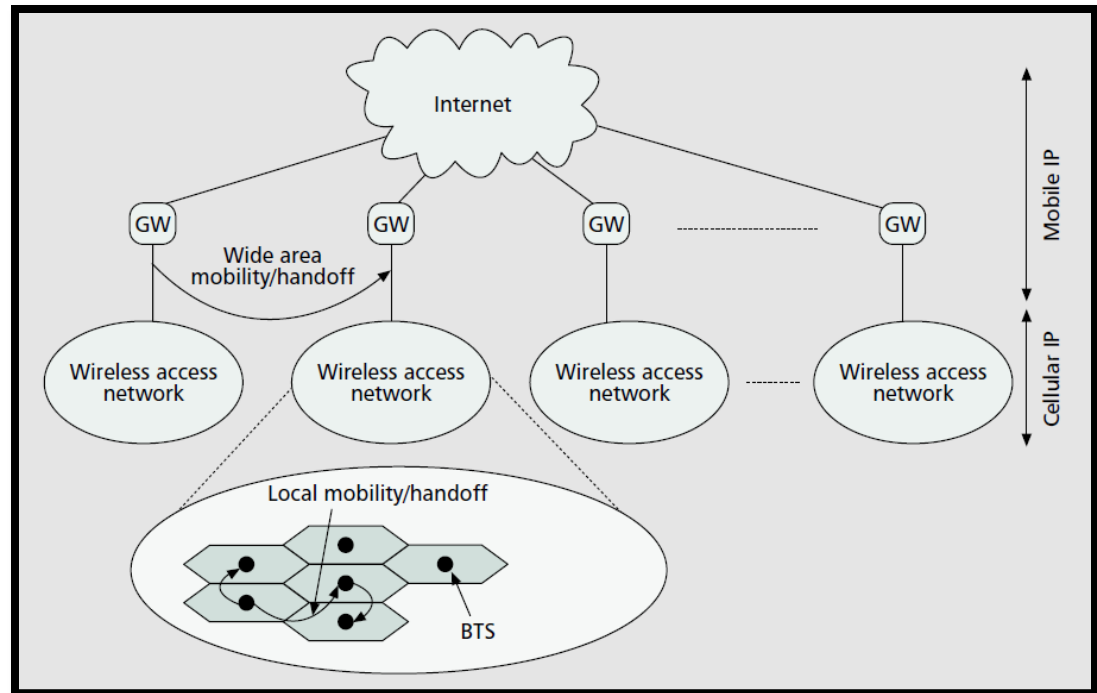 Internet
Mobile IP
GW
GW
GW
GW
Wide area
mobility/handoff
Wireless access
network
Wireless access
network
Wireless access
network
Wireless access
network
Cellular IP
Local mobility/handoff
BTS